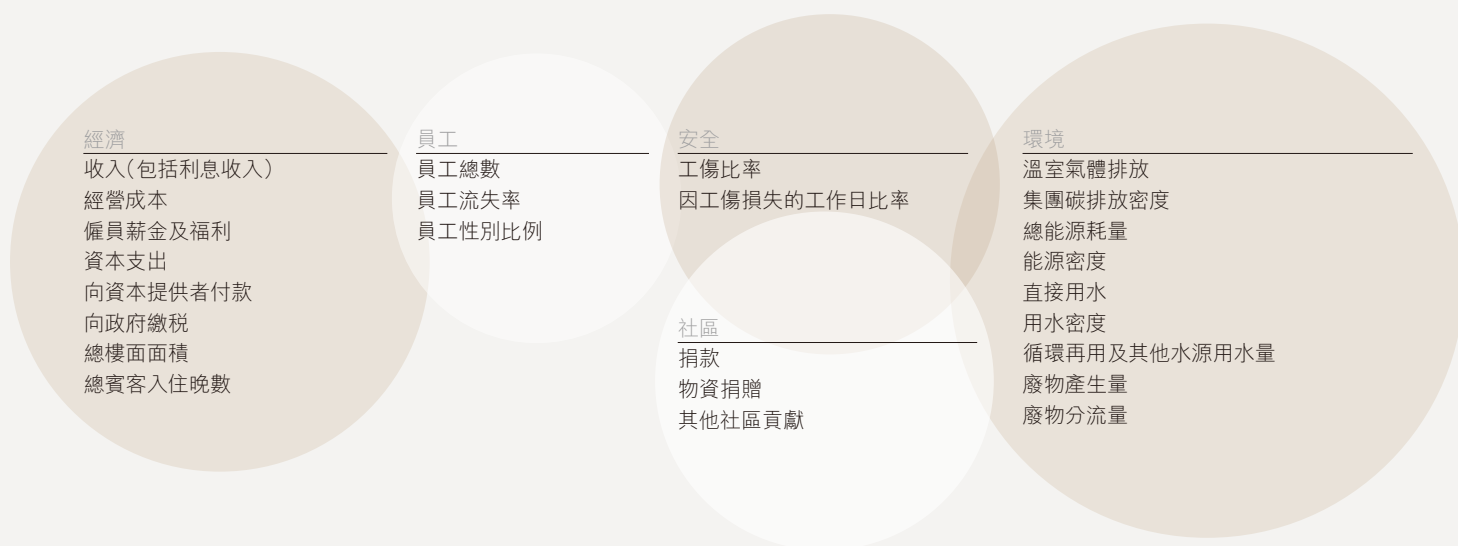 經濟
收入(包括利息收入)
經營成本
僱員薪金及福利
資本支出
向資本提供者付款
向政府繳税
總樓面面積
總賓客入住晚數
員工
員工總數
員工流失率
員工性別比例
安全
工傷比率
因工傷損失的工作日比率
社區
捐款
物資捐贈
其他社區貢獻
環境
溫室氣體排放
集團碳排放密度
總能源耗量
能源密度
直接用水
用水密度
循環再用及其他水源用水量
廢物產生量
廢物分流量